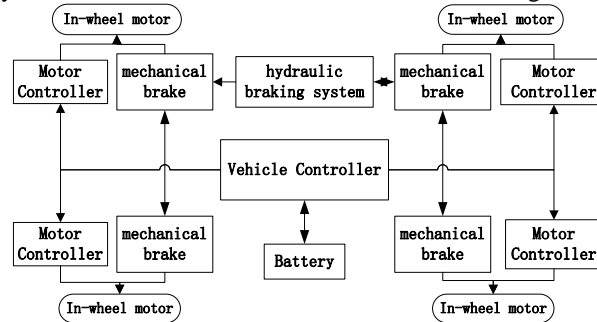 In-wheel motor
In-wheel motor
Motor
Controller
mechanical
brake
hydraulic
braking system
mechanical
brake
Motor
Controller
Vehicle Controller
Motor
Controller
mechanical
brake
Battery
mechanical
brake
Motor
Controller
In-wheel motor
In-wheel motor